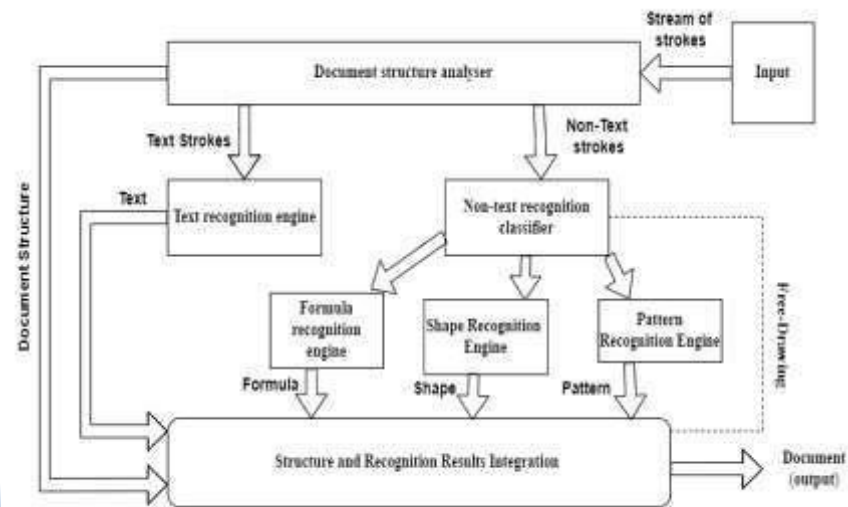 Stream of
strokes
Document structure analyser
Input
Text Strokes
Non-Text
strokes
Text
Text recognition engine
Non-text recognition
classifier
Document Structure
Free-Drawing
Formula
recognition
engine
Shape Recognition
Engine
Pattern
Recognition Engine
Formula
Shape
Pattern
Structure and Recognition Results Integration
Document
(output)